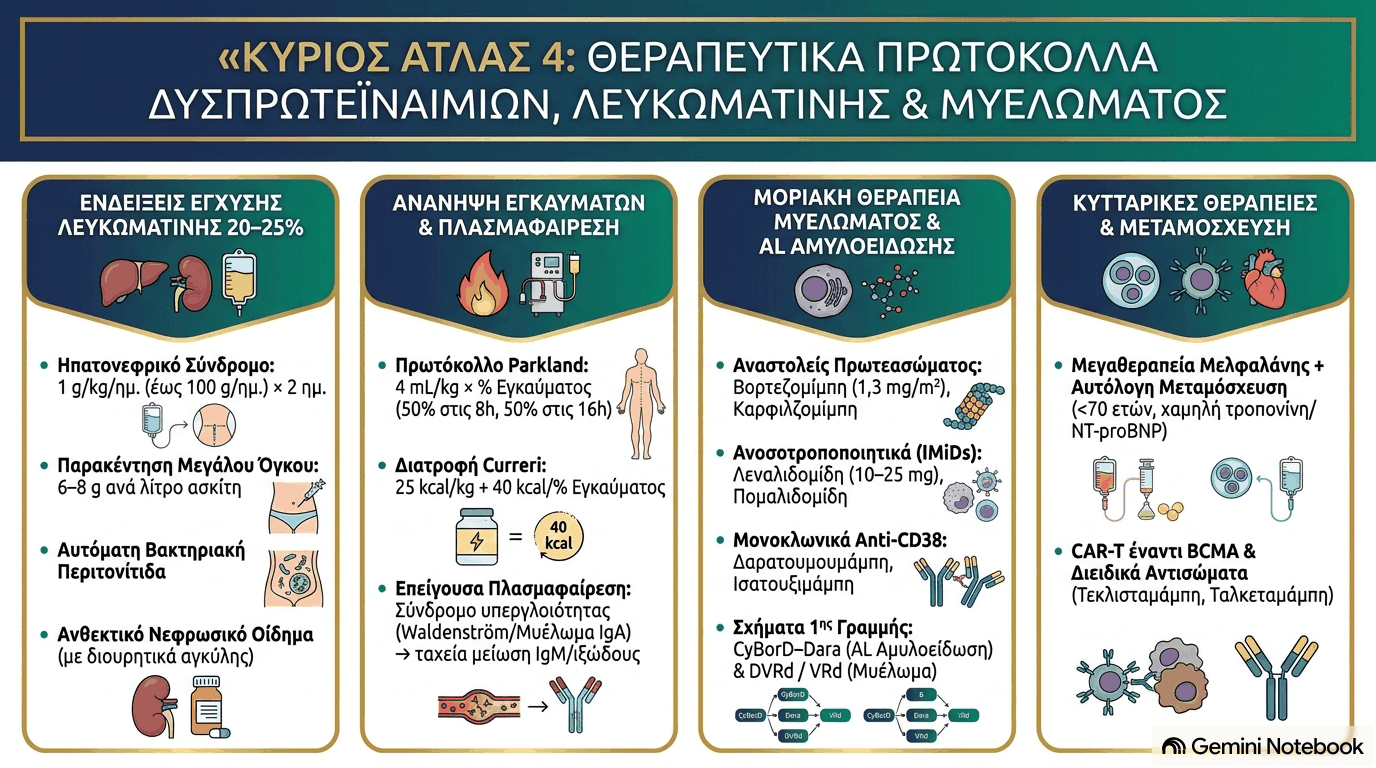 «ΚΥΡΙΟΣ ΑΤΛΑΣ 4: ΘΕΡΑΠΕΥΤΙΚΑ ΠΡΩΤΟΚΟΛΛΑ
ΔΥΣΠΡΩΤΕΪΝΑΙΜΙΩΝ, ΛΕΥΚΩΜΑΤΙΝΗΣ & ΜΥΕΛΩΜΑΤΟΣ
ΕΝΔΕΙΞΕΙΣ ΕΓΧΥΣΗΣ
ΛΕΥΚΩΜΑΤΙΝΗΣ 20–25%
• Ηπατονεφρικό Σύνδρομο:
1 g/kg/ημ. (έως 100 g/ημ.) × 2 ημ.
• Παρακέντηση Μεγάλου Όγκου:
6–8 g ανά λίτρο ασκίτη
• Αυτόματη Βακτηριακή
Περιτονίτιδα
• Ανθεκτικό Νεφρωσικό Οίδημα
(με διουρητικά αγκύλης)
ΑΝΑΝΗΨΗ ΕΓΚΑΥΜΑΤΩΝ
& ΠΛΑΣΜΑΦΑΙΡΕΣΗ
• Πρωτόκολλο Parkland:
4 mL/kg × % Εγκαύματος
(50% στις 8h, 50% στις 16h)
• Διατροφή Curreri:
25 kcal/kg + 40 kcal/% Εγκαύματος
=
40
kcal
• Επείγουσα Πλασμαφαίρεση:
Σύνδρομο υπεργλοιότητας
(Waldenström/Μυέλωμα IgA)
→ ταχεία μείωση IgM/ιξώδους
ΜΟΡΙΑΚΗ ΘΕΡΑΠΕΙΑ
ΜΥΕΛΩΜΑΤΟΣ &
AL ΑΜΥΛΟΕΙΔΩΣΗΣ
• Αναστολείς Πρωτεασώματος:
Βορτεζομίμπη (1,3 mg/m²),
Καρφιλζομίμπη
• Ανοσοτροποποιητικά (IMiDs):
Λεναλιδομίδη (10–25 mg),
Πομαλιδομίδη
• Μονοκλωνικά Anti-CD38:
Δαρατουμουμάμπη,
Ισατουξιμάμπη
• Σχήματα 1ης Γραμμής:
CyBorD–Dara (AL Αμυλοείδωση)
& DVRd / VRd (Μυέλωμα)
CyBorD
Dara
VRd
Dara
VRd
ΚΥΤΤΑΡΙΚΕΣ ΘΕΡΑΠΕΙΕΣ
& ΜΕΤΑΜΟΣΧΕΥΣΗ
• Μεγαθεραπεία Μελφαλάνης +
Αυτόλογη Μεταμόσχευση
(<70 ετών, χαμηλή τροπονίνη/
NT-proBNP)
• CAR-T έναντι BCMA &
Διειδικά Αντισώματα
(Τεκλισταμάμπη, Ταλκεταμάμπη)
Gemini Notebook